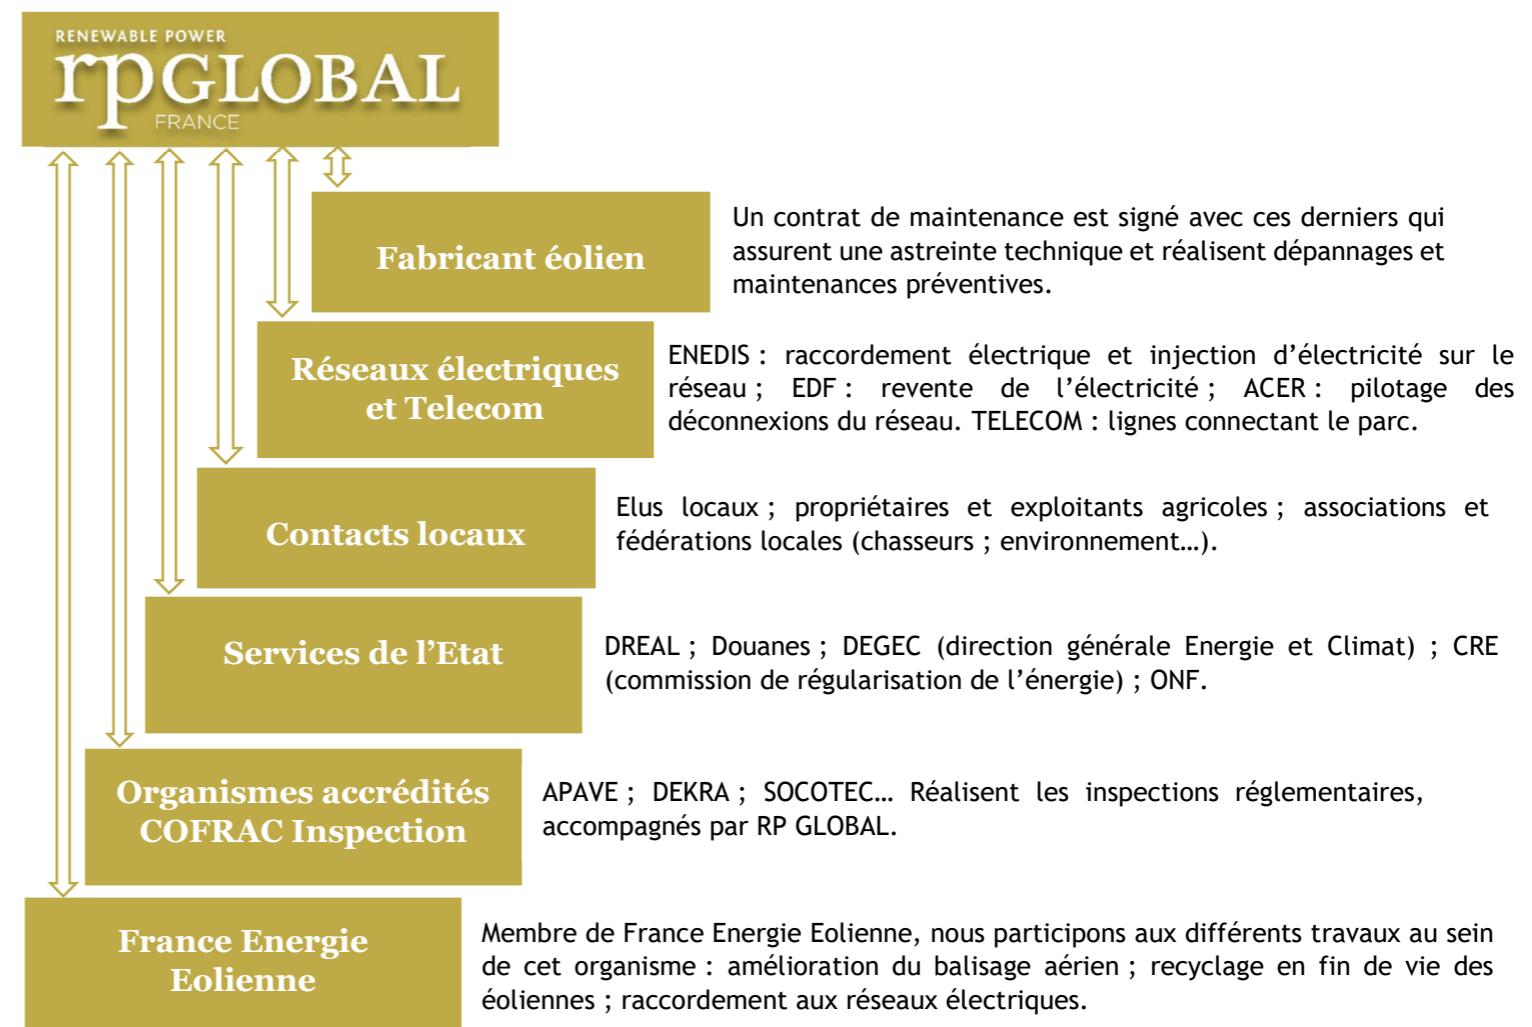 RENEWABLE POWER
rpGLOBAL
FRANCE
Fabricant éolien
Un contrat de maintenance est signé avec ces derniers qui
assurent une astreinte technique et réalisent dépannages et
maintenances préventives.
Réseaux électriques
et Telecom
ENEDIS : raccordement électrique et injection d’électricité sur le
réseau ; EDF : revente de l’électricité ; ACER : pilotage des
déconnexions du réseau. TELECOM : lignes connectant le parc.
Contacts locaux
Elus locaux ; propriétaires et exploitants agricoles ; associations et
fédérations locales (chasseurs ; environnement…).
Services de l’Etat
DREAL ; Douanes ; DEGEC (direction générale Energie et Climat) ; CRE
(commission de régularisation de l’énergie) ; ONF.
Organismes accrédités
COFRAC Inspection
APAVE ; DEKRA ; SOCOTEC… Réalisent les inspections réglementaires,
accompagnés par RP GLOBAL.
France Energie
Eolienne
Membre de France Energie Eolienne, nous participons aux différents travaux au sein
de cet organisme : amélioration du balisage aérien ; recyclage en fin de vie des
éoliennes ; raccordement aux réseaux électriques.